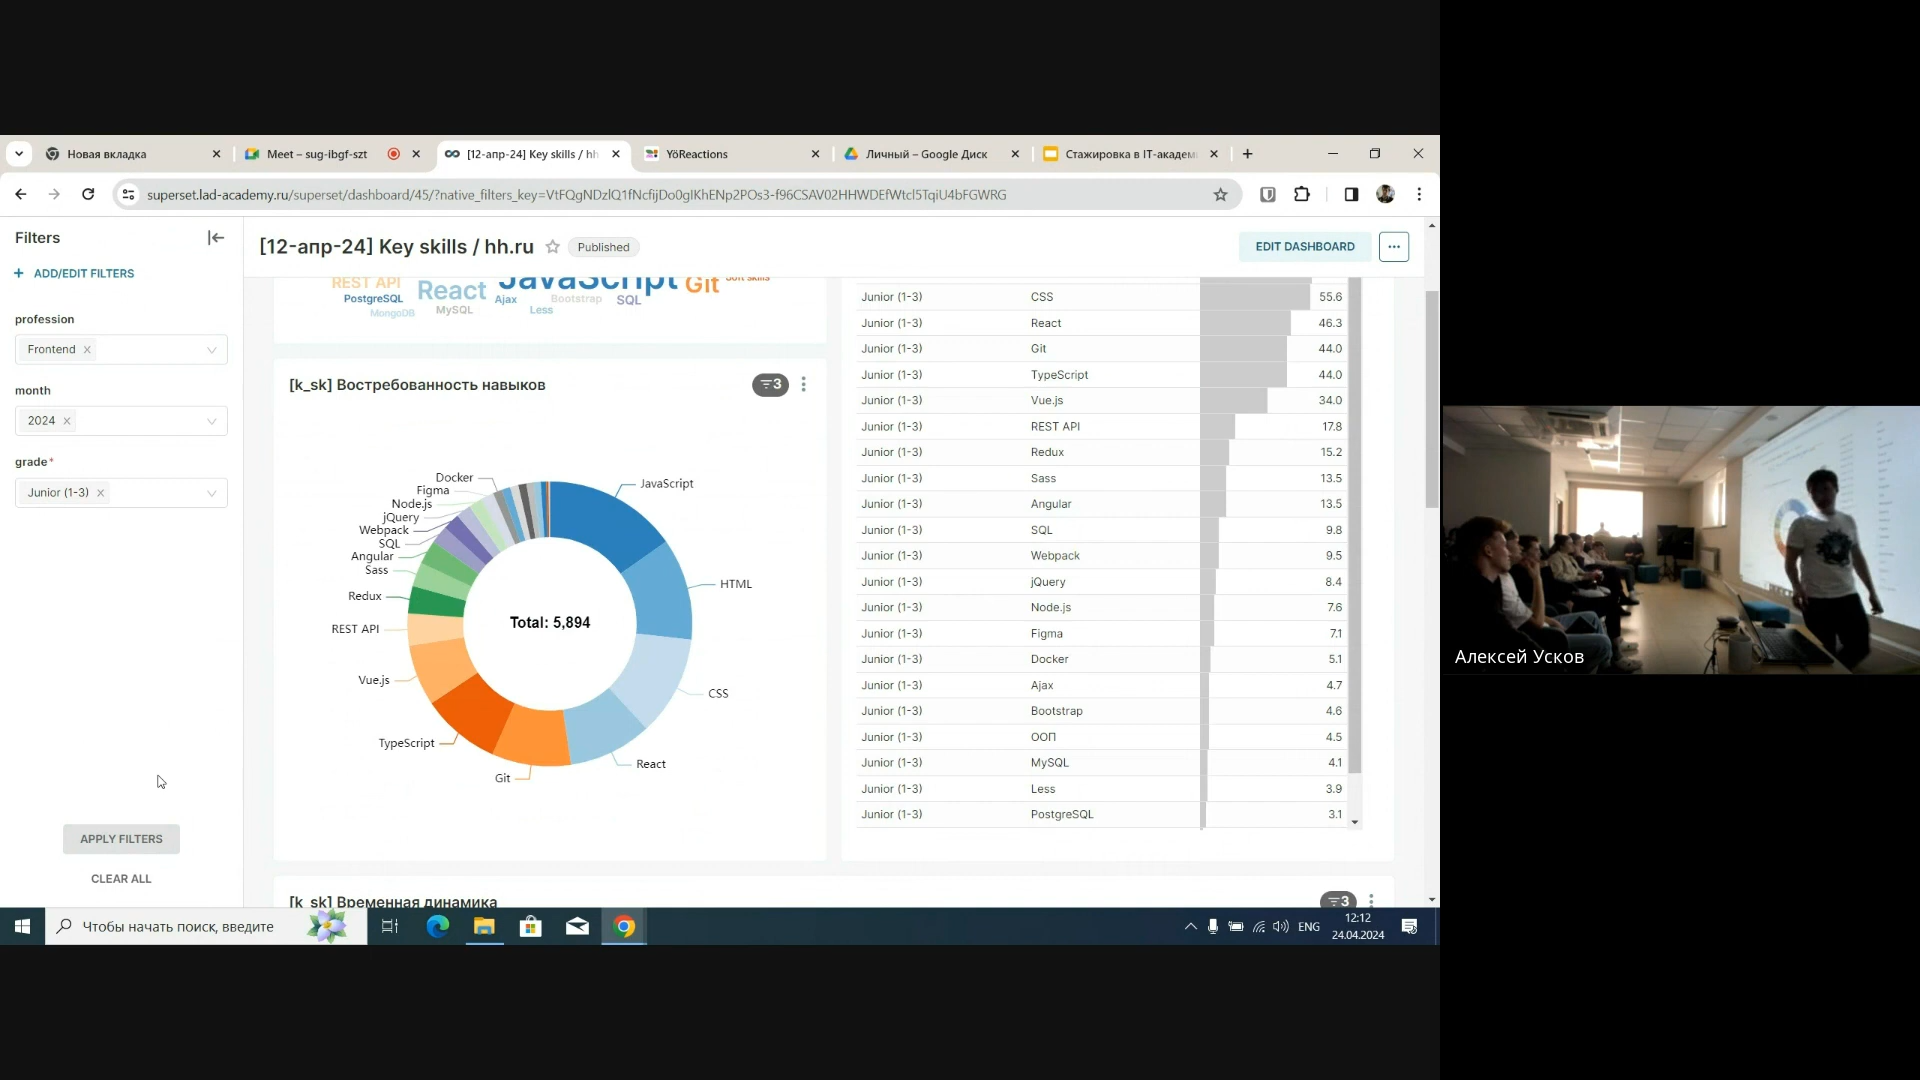 Новая вкладка
Meet – sug-ibgf-szt
[12-апр-24] Key skills / hh
YöReactions
Личный – Google Диск
Стажировка в IT-академ
superset.lad-academy.ru/superset/dashboard/45/?native_filters_key=VtFQgNDzlQ1fNcfijDo0gIKhENp2POs3-f96CSAV02HHWDEfWtcl5TqiU4bFGWRG
Filters
[12-апр-24] Key skills / hh.ru
Published
EDIT DASHBOARD
+ ADD/EDIT FILTERS
profession
Frontend
month
2024
grade*
Junior (1-3)
APPLY FILTERS
CLEAR ALL
REST API
JavaScript
Git
Soft skills
PostgreSQL
React
Ajax
Bootstrap
SQL
MongoDB
MySQL
Less
[k_sk] Востребованность навыков
3
Docker
Figma
Node.js
jQuery
Webpack
SQL
Angular
Sass
Redux
REST API
Vue.js
TypeScript
Git
React
CSS
HTML
JavaScript
Total: 5,894
Junior (1-3) CSS 55.6
Junior (1-3) React 46.3
Junior (1-3) Git 44.0
Junior (1-3) TypeScript 44.0
Junior (1-3) Vue.js 34.0
Junior (1-3) REST API 17.8
Junior (1-3) Redux 15.2
Junior (1-3) Sass 13.5
Junior (1-3) Angular 13.5
Junior (1-3) SQL 9.8
Junior (1-3) Webpack 9.5
Junior (1-3) jQuery 8.4
Junior (1-3) Node.js 7.6
Junior (1-3) Figma 7.1
Junior (1-3) Docker 5.1
Junior (1-3) Ajax 4.7
Junior (1-3) Bootstrap 4.6
Junior (1-3) ООП 4.5
Junior (1-3) MySQL 4.1
Junior (1-3) Less 3.9
Junior (1-3) PostgreSQL 3.1
[k_sk] Временная динамика
3
Чтобы начать поиск, введите
ENG
12:12
24.04.2024
Алексей Усков